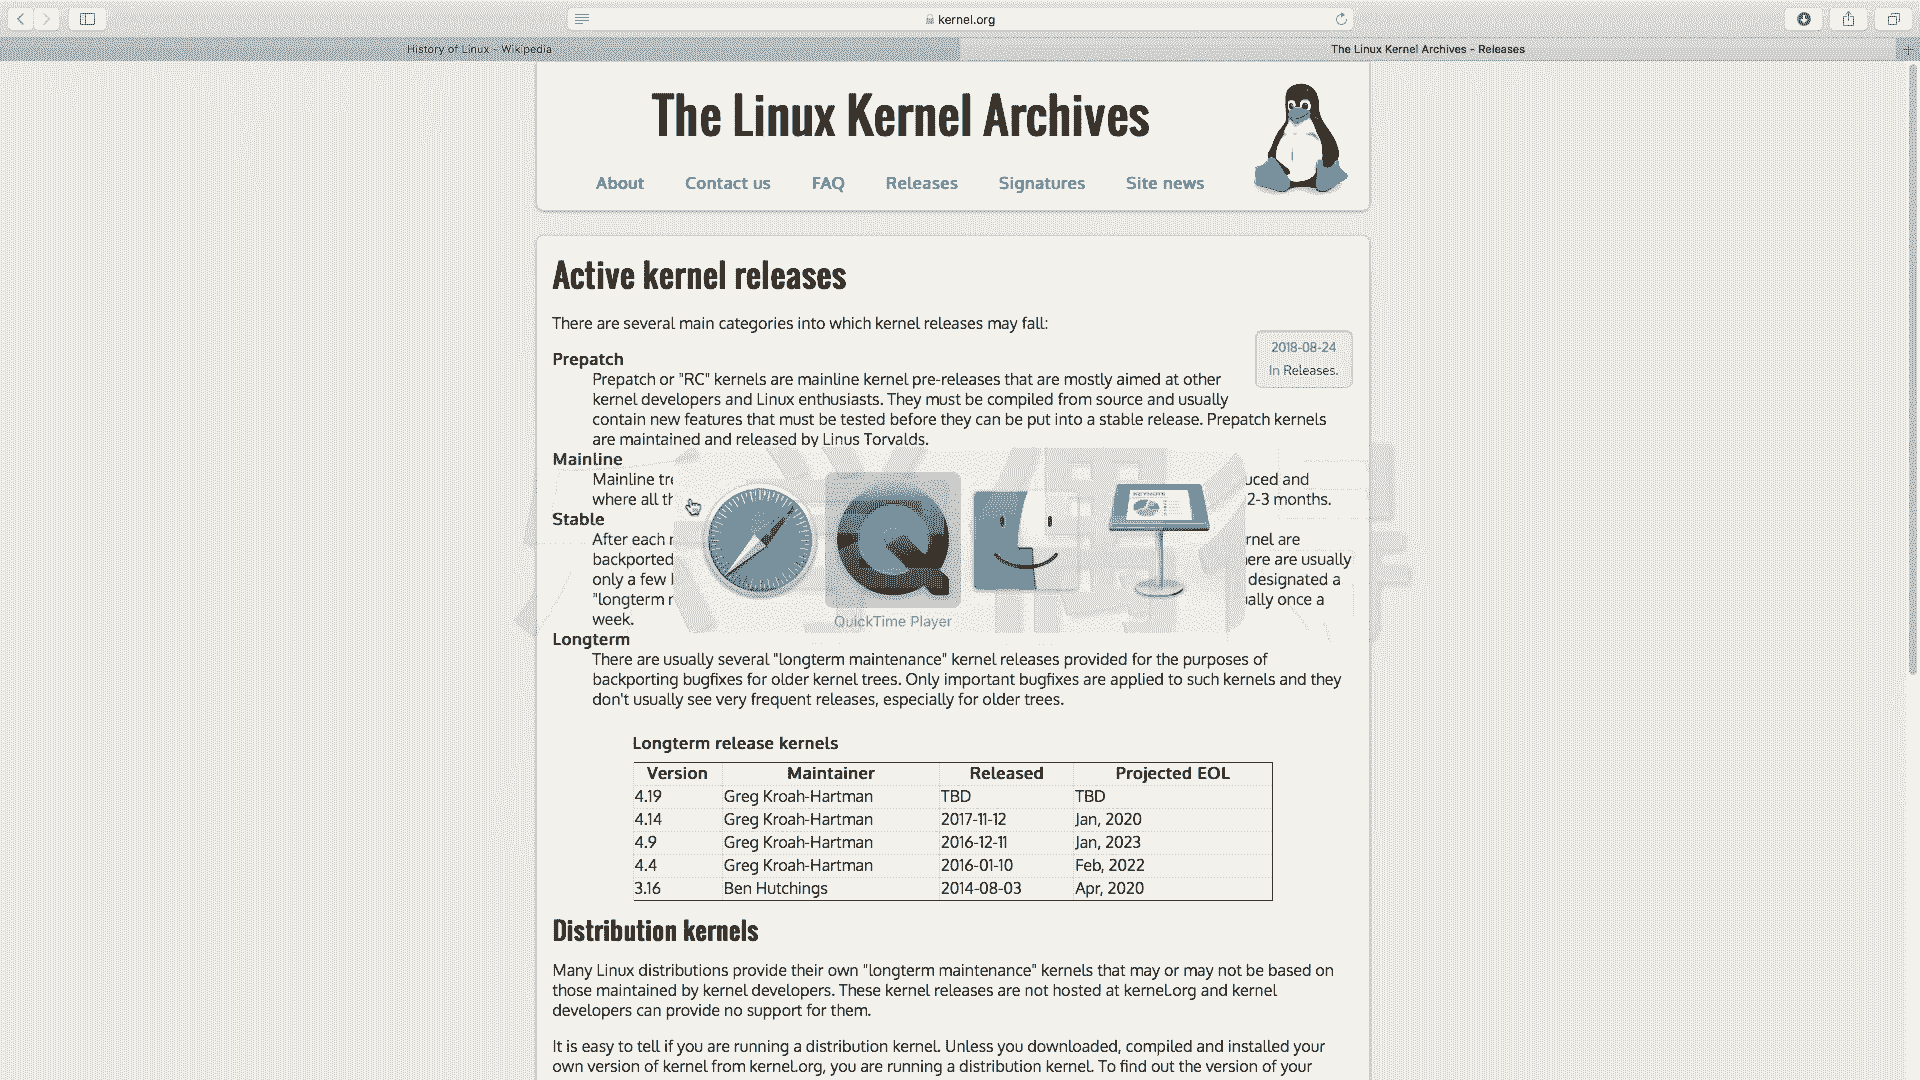 kernel.org
History of Linux - Wikipedia
The Linux Kernel Archives - Releases
The Linux Kernel Archives
About Contact us FAQ Releases Signatures Site news
Active kernel releases
There are several main categories into which kernel releases may fall:
2018-08-24
In Releases.
Prepatch
Prepatch or "RC" kernels are mainline kernel pre-releases that are mostly aimed at other
kernel developers and Linux enthusiasts. They must be compiled from source and usually
contain new features that must be tested before they can be put into a stable release. Prepatch kernels
are maintained and released by Linus Torvalds.
Mainline
Mainline and
where all 2-3 months.
Stable
After each are
backported ere are usually
only a few designated a
"longterm once a
week.
KEYNOTE
QuickTime Player
Longterm
There are usually several "longterm maintenance" kernel releases provided for the purposes of
backporting bugfixes for older kernel trees. Only important bugfixes are applied to such kernels and they
don't usually see very frequent releases, especially for older trees.
Longterm release kernels
Version Maintainer Released Projected EOL
4.19 Greg Kroah-Hartman TBD TBD
4.14 Greg Kroah-Hartman 2017-11-12 Jan, 2020
4.9 Greg Kroah-Hartman 2016-12-11 Jan, 2023
4.4 Greg Kroah-Hartman 2016-01-10 Feb, 2022
3.16 Ben Hutchings 2014-08-03 Apr, 2020
Distribution kernels
Many Linux distributions provide their own "longterm maintenance" kernels that may or may not be based on
those maintained by kernel developers. These kernel releases are not hosted at kernel.org and kernel
developers can provide no support for them.
It is easy to tell if you are running a distribution kernel. Unless you downloaded, compiled and installed your
own version of kernel from kernel.org, you are running a distribution kernel. To find out the version of your